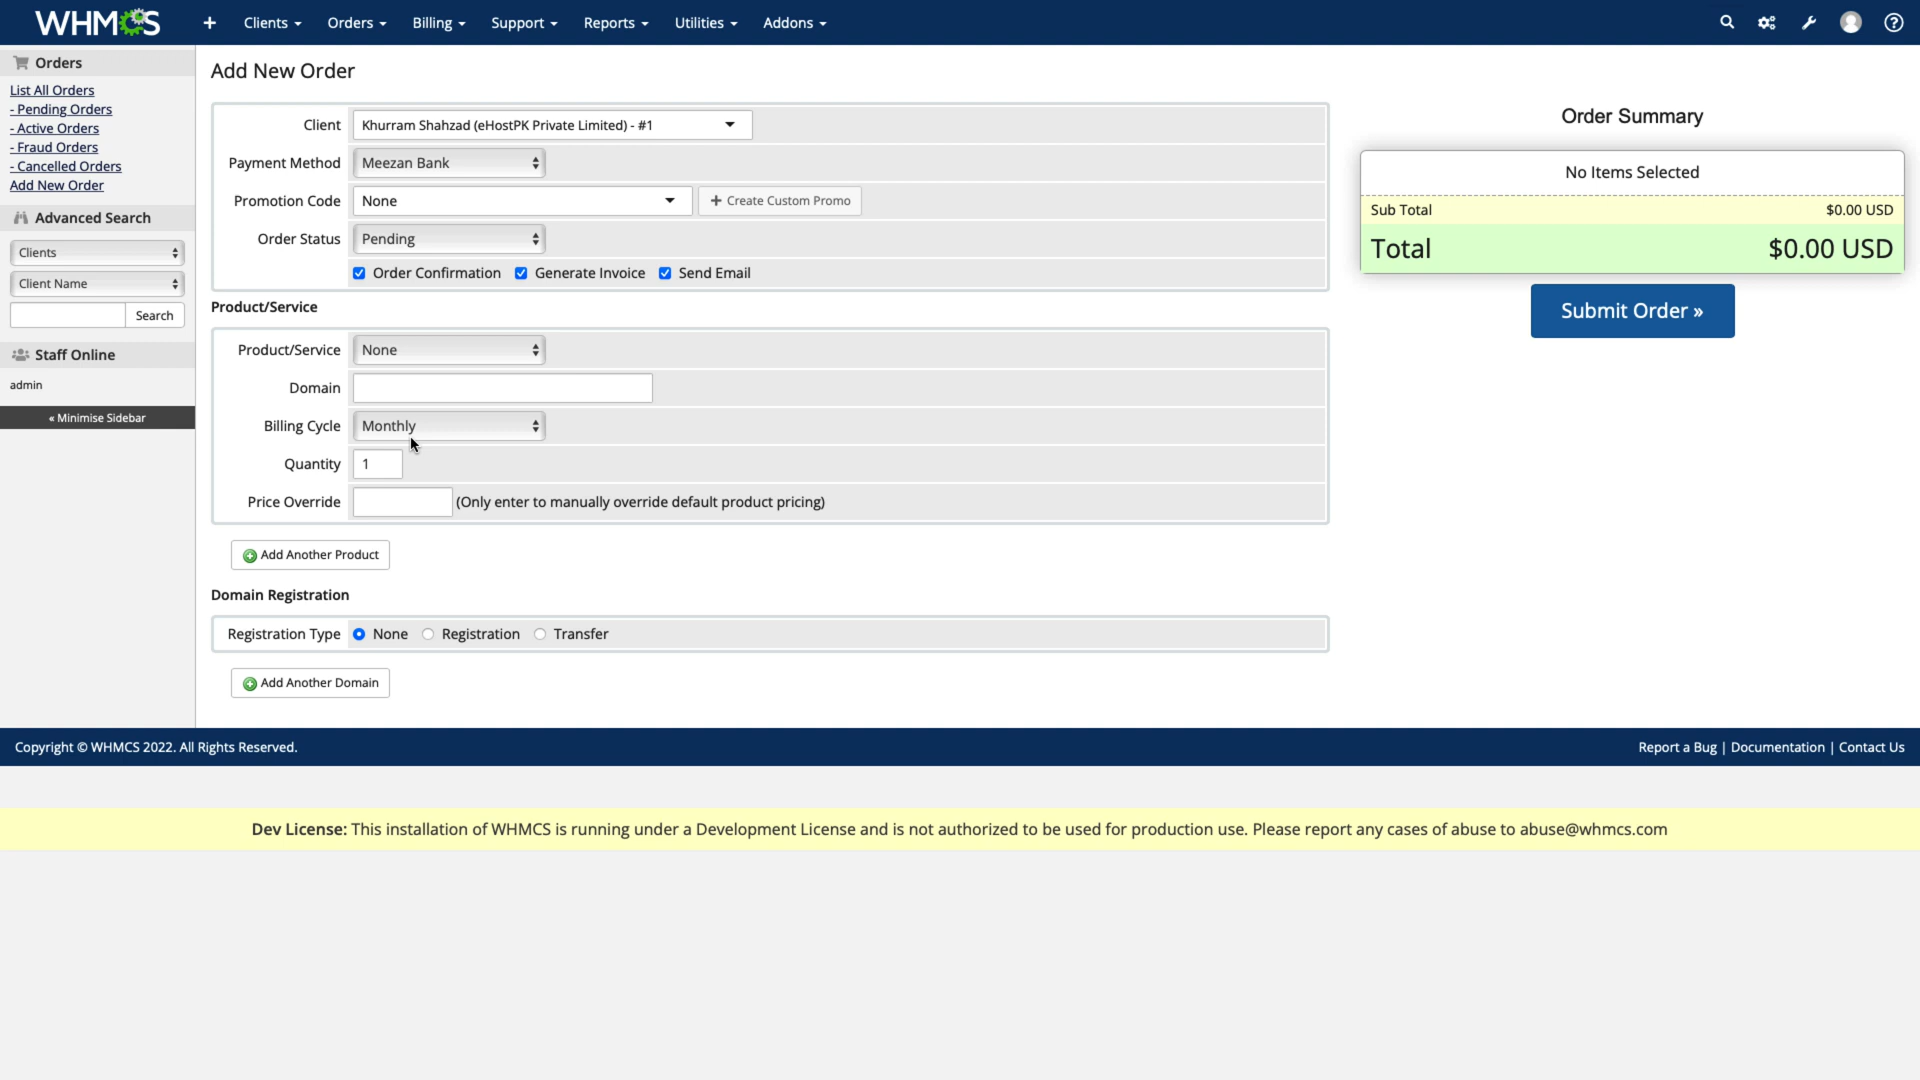 WHMCS
Clients
Orders
Billing
Support
Reports
Utilities
Addons
Orders
List All Orders
- Pending Orders
- Active Orders
- Fraud Orders
- Cancelled Orders
Add New Order
Advanced Search
Clients
Client Name
Search
Staff Online
admin
« Minimise Sidebar
Add New Order
Client Khurram Shahzad (eHostPK Private Limited) - #1
Payment Method Meezan Bank
Promotion Code None + Create Custom Promo
Order Status Pending
Order Confirmation Generate Invoice Send Email
Product/Service
Product/Service None
Domain
Billing Cycle Monthly
Quantity 1
Price Override (Only enter to manually override default product pricing)
Add Another Product
Domain Registration
Registration Type None Registration Transfer
Add Another Domain
Order Summary
No Items Selected
Sub Total $0.00 USD
Total $0.00 USD
Submit Order »
Copyright © WHMCS 2022. All Rights Reserved.
Report a Bug | Documentation | Contact Us
Dev License: This installation of WHMCS is running under a Development License and is not authorized to be used for production use. Please report any cases of abuse to abuse@whmcs.com